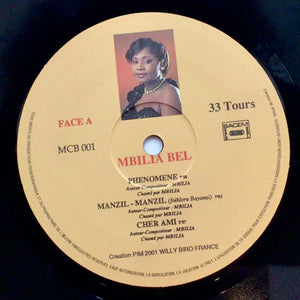 FACE A
33 Tours
MCB 001
SACEM
MBILIA BEL
PHENOMENE
Auteur-Compositeur : MBILIA
Chanté par MBILIA
MANZIL - MANZIL (folklore Bayanzi)
Auteur-Compositeur : MBILIA
Chanté par MBILIA
CHER AMI
Auteur-Compositeur : MBILIA
Chanté par MBILIA
Creation PIM 2001 WILLY BIRO FRANCE